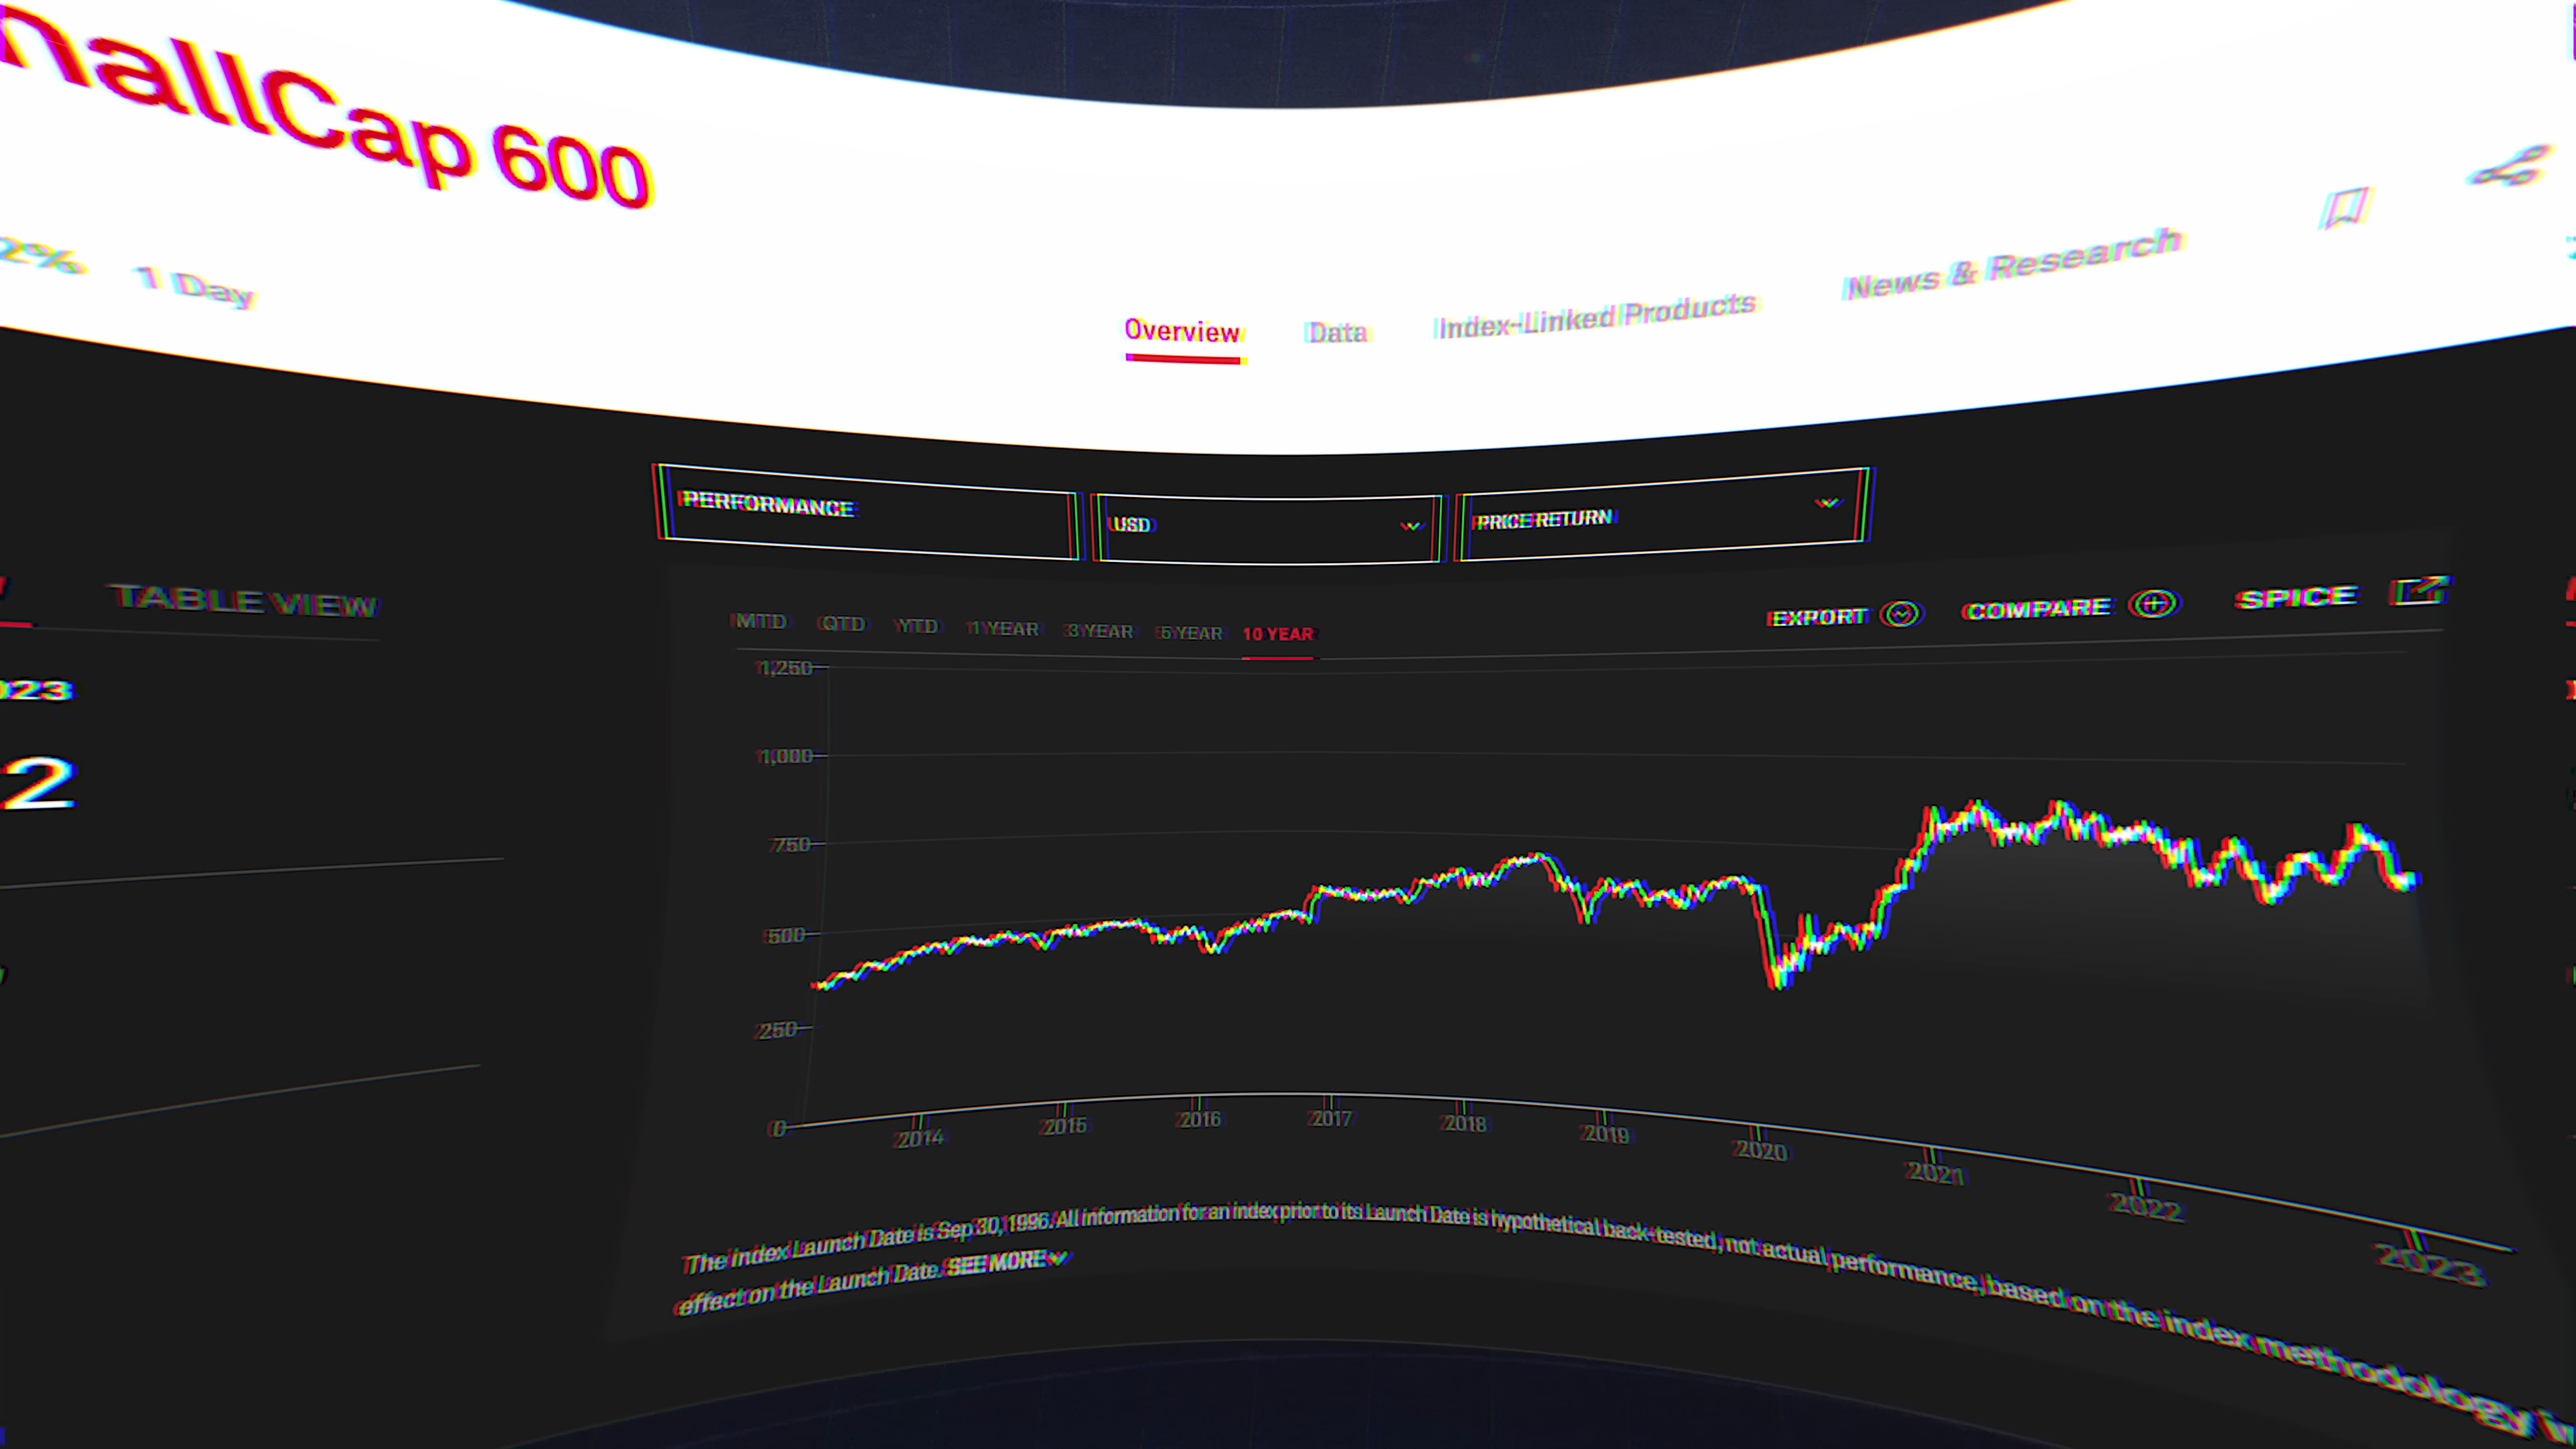 mallCap 600
2% 1 Day
Overview Data Index-Linked Products News & Research
PERFORMANCE USD PRICE RETURN
TABLE VIEW
MTD QTD YTD 1 YEAR 3 YEAR 5 YEAR 10 YEAR EXPORT COMPARE SPICE
023
2
1,250
1,000
750
500
250
0
2014 2015 2016 2017 2018 2019 2020 2021 2022 2023
The Index Launch Date is Sep 30, 1996. All information for an index prior to its Launch Date is hypothetical back-tested, not actual performance, based on the index methodology
effect on the Launch Date. SEE MORE